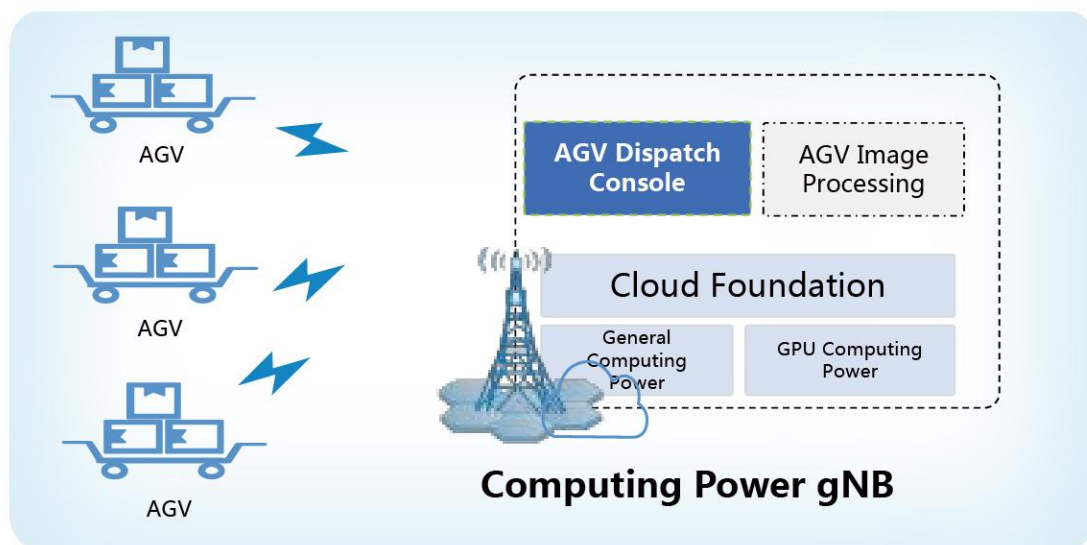 AGV
AGV
AGV
AGV Dispatch
Console
AGV Image
Processing
Cloud Foundation
General
Computing
Power
GPU Computing
Power
Computing Power gNB